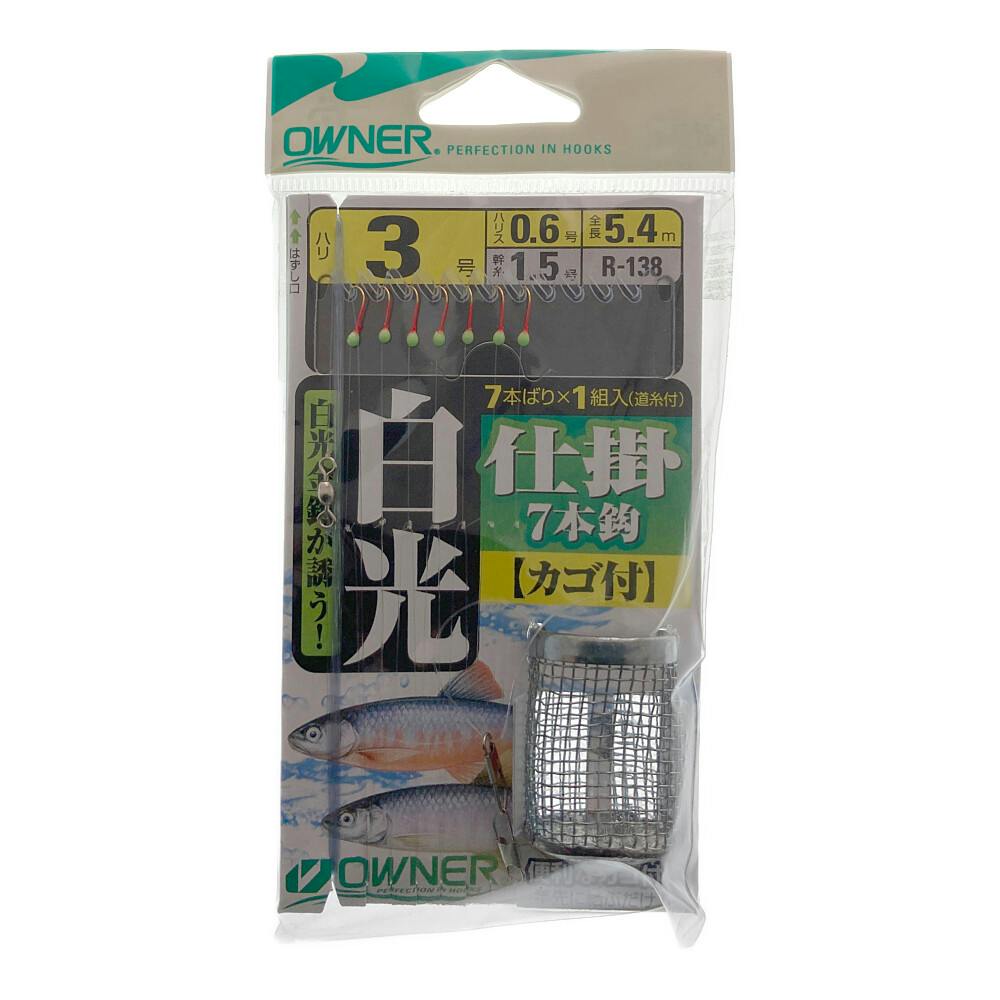 OWNER® PERFECTION IN HOOKS
はずし口
ハリ 3 号
ハリス 0.6 号
全長 5.4 m
幹糸 1.5 号
R-138
7本ばり×1組入(道糸付)
白光金鈎が誘う!
白光
仕掛
7本鈎
【カゴ付】
OWNER
PERFECTION IN HOOKS